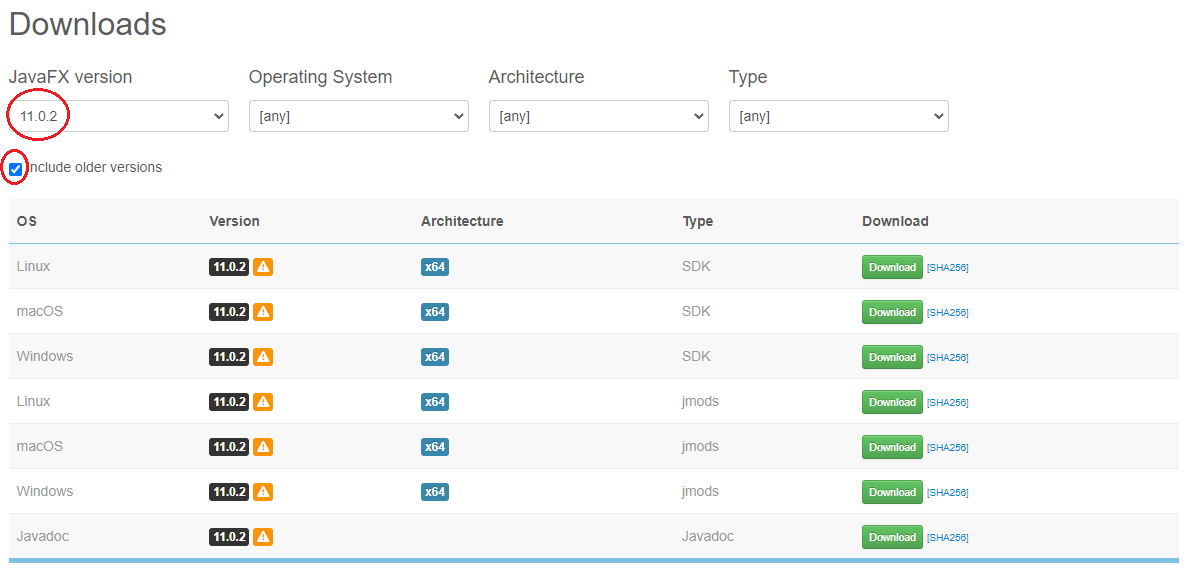 Downloads
JavaFX version Operating System Architecture Type
11.0.2 [any] [any] [any]
Include older versions
OS Version Architecture Type Download
Linux 11.0.2 x64 SDK Download [SHA256]
macOS 11.0.2 x64 SDK Download [SHA256]
Windows 11.0.2 x64 SDK Download [SHA256]
Linux 11.0.2 x64 jmods Download [SHA256]
macOS 11.0.2 x64 jmods Download [SHA256]
Windows 11.0.2 x64 jmods Download [SHA256]
Javadoc 11.0.2 Javadoc Download [SHA256]